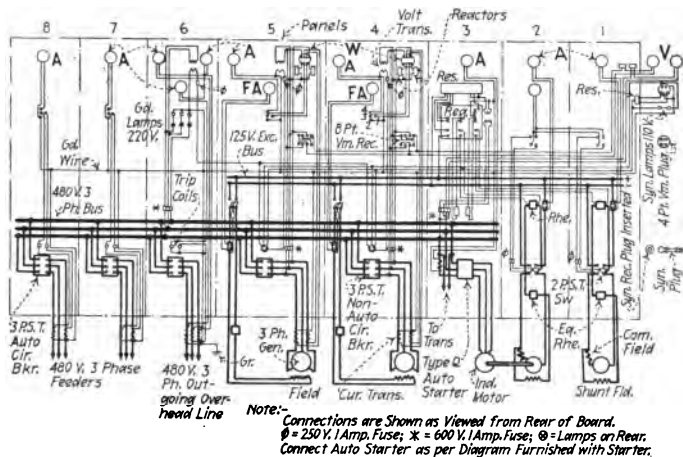 Panels
Volt Trans.
Reactors
8
7
6
5
4
3
2
1
A
A
A
W
A
A
A
V
FA
FA
Res.
Res.
Reg.
Gd. Lamps 220 V.
Gd. Wire
125 V. Exc. Bus
8 Pt. Vm. Rec.
480 V. 3 Ph. Bus
Trip Coils
Rhe.
Syn. Lamps 110 V.
4 Pt. Vm. Plug
Syn. Rec. Plug Inserted
Syn. Plug
3 P.S.T. Auto Cir. Bkr.
3 Ph. Gen.
3 P.S.T. Non-Auto Cir. Bkr.
2 P.S.T. Sw
To Trans
Type Q Auto Starter
Eq. Rhe.
Com. Field
480 V. 3 Phase Feeders
480 V. 3 Ph. Outgoing Overhead Line
Gr.
Field
Cur. Trans.
Ind. Motor
Shunt Fld.
Note:-
Connections are Shown as Viewed from Rear of Board.
ϕ = 250 V. 1 Amp. Fuse; ✳ = 600 V. 1 Amp. Fuse; ⊗ = Lamps on Rear.
Connect Auto Starter as per Diagram Furnished with Starter.